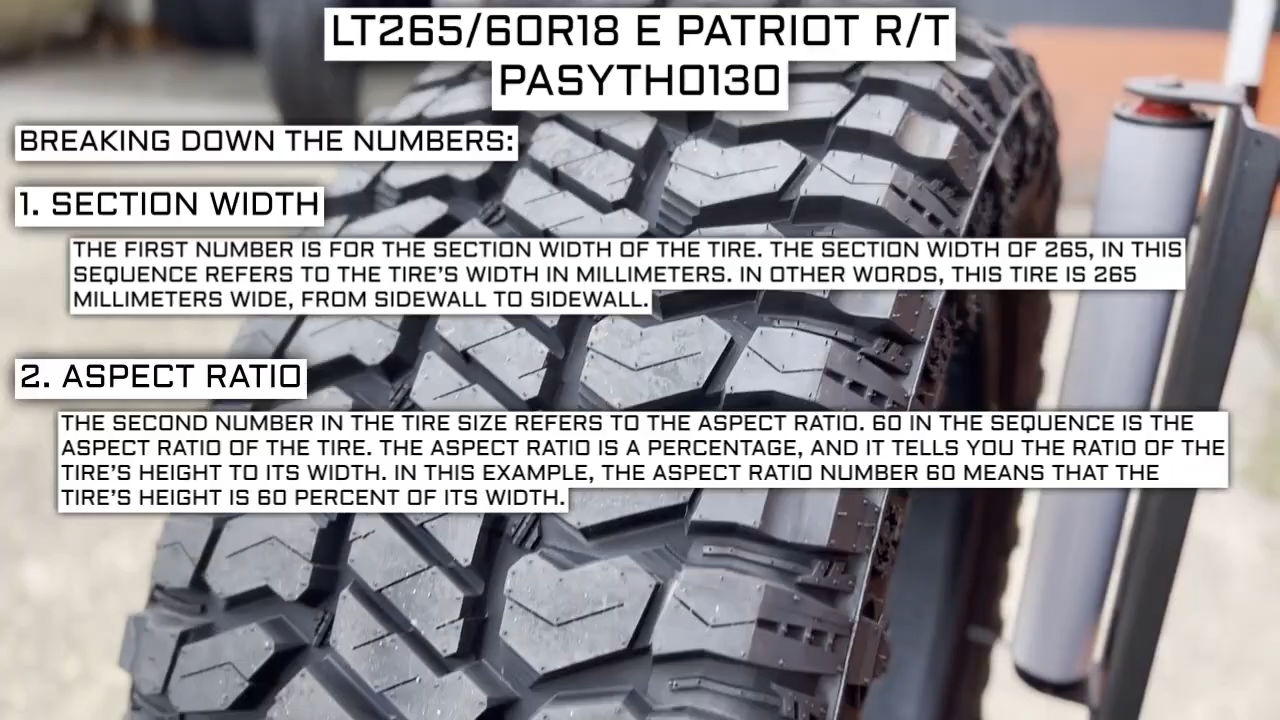 LT265/60R18 E PATRIOT R/T
PASYTH0130
BREAKING DOWN THE NUMBERS:
1. SECTION WIDTH
THE FIRST NUMBER IS FOR THE SECTION WIDTH OF THE TIRE. THE SECTION WIDTH OF 265, IN THIS
SEQUENCE REFERS TO THE TIRE'S WIDTH IN MILLIMETERS. IN OTHER WORDS, THIS TIRE IS 265
MILLIMETERS WIDE, FROM SIDEWALL TO SIDEWALL.
2. ASPECT RATIO
THE SECOND NUMBER IN THE TIRE SIZE REFERS TO THE ASPECT RATIO. 60 IN THE SEQUENCE IS THE
ASPECT RATIO OF THE TIRE. THE ASPECT RATIO IS A PERCENTAGE, AND IT TELLS YOU THE RATIO OF THE
TIRE'S HEIGHT TO ITS WIDTH. IN THIS EXAMPLE, THE ASPECT RATIO NUMBER 60 MEANS THAT THE
TIRE'S HEIGHT IS 60 PERCENT OF ITS WIDTH.